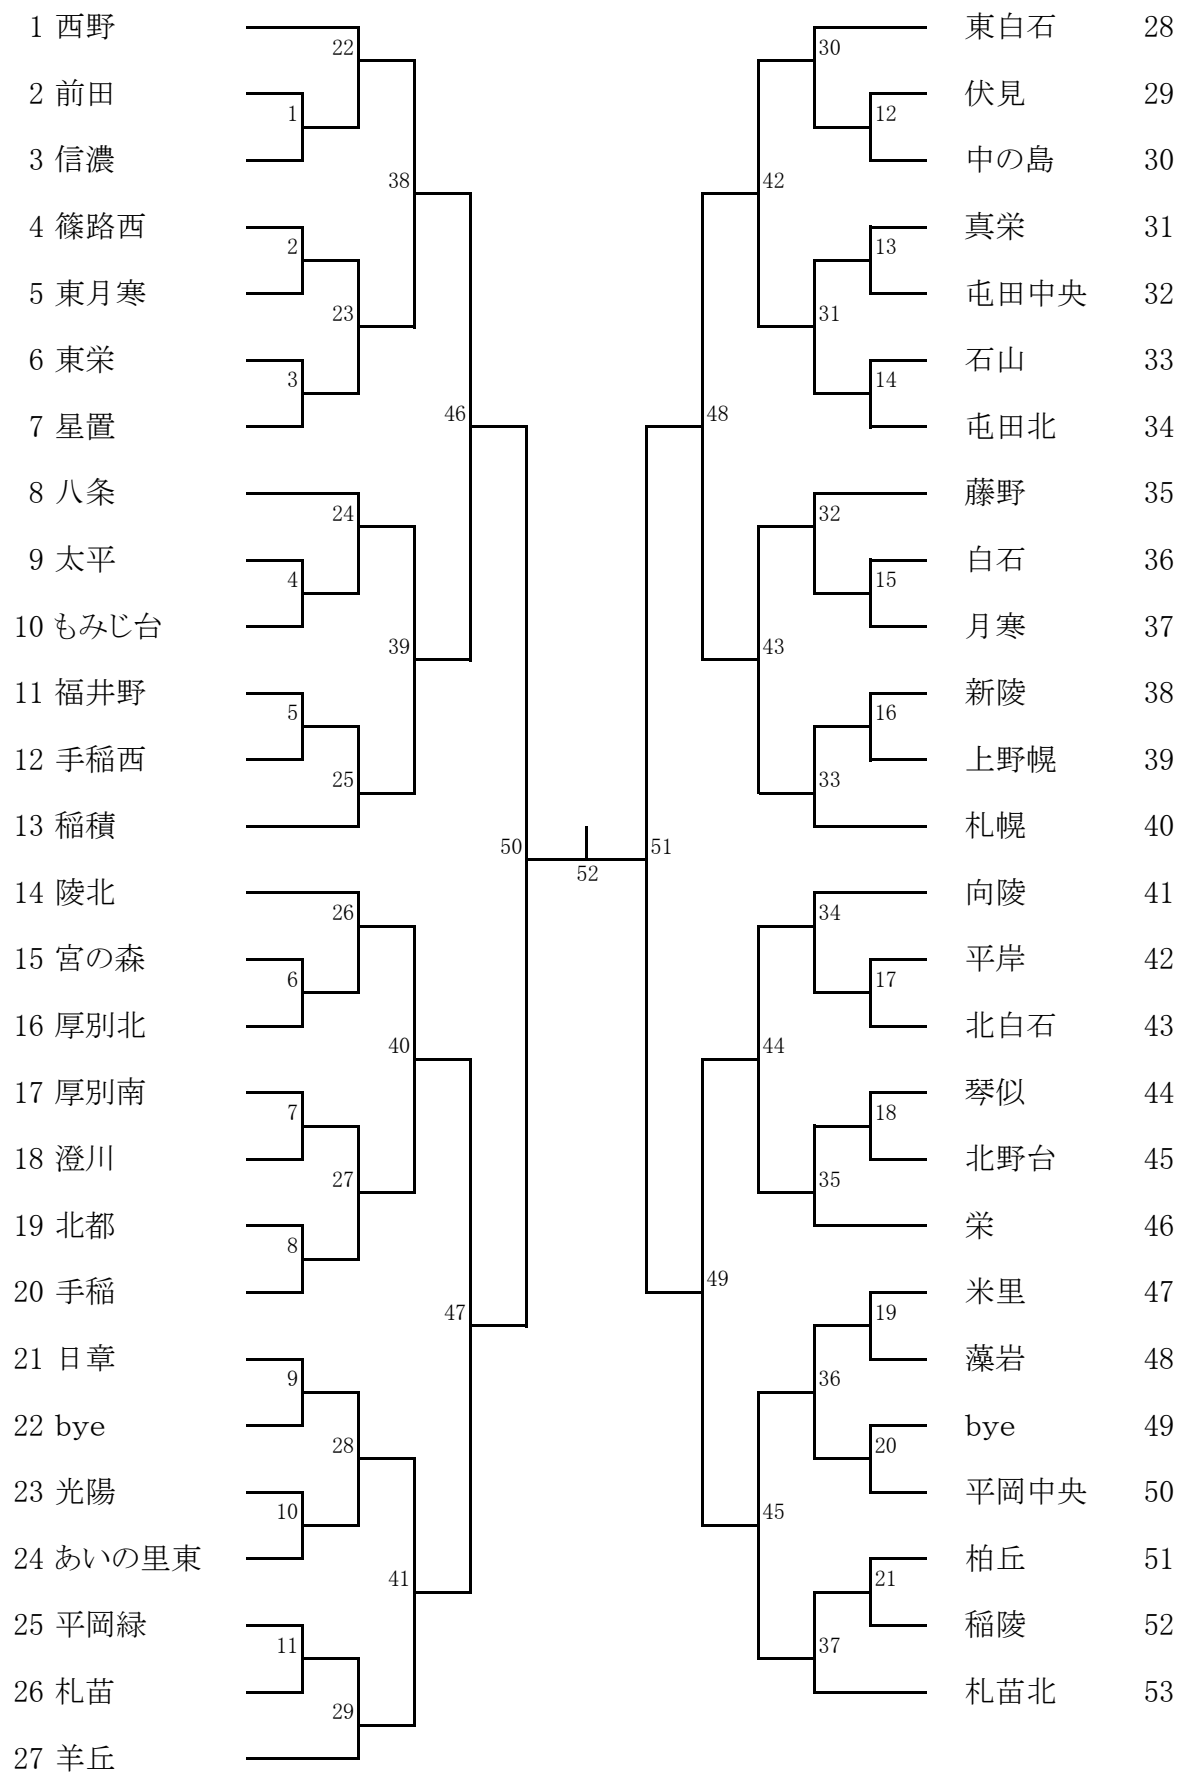 1 西野
22
2 前田
1
3 信濃
38
4 篠路西
2
5 東月寒
23
6 東栄
3
7 星置
46
8 八条
24
9 太平
4
10 もみじ台
39
11 福井野
5
12 手稲西
25
13 稲積
50
14 陵北
26
15 宮の森
6
16 厚別北
40
17 厚別南
7
18 澄川
27
19 北都
8
20 手稲
47
21 日章
9
22 bye
28
23 光陽
10
24 あいの里東
41
25 平岡緑
11
26 札苗
29
27 羊丘
52
東白石 28
30
伏見 29
12
中の島 30
42
真栄 31
13
屯田中央 32
31
石山 33
14
屯田北 34
48
藤野 35
32
白石 36
15
月寒 37
43
新陵 38
16
上野幌 39
33
札幌 40
51
向陵 41
34
平岸 42
17
北白石 43
44
琴似 44
18
北野台 45
35
栄 46
49
米里 47
19
藻岩 48
36
bye 49
20
平岡中央 50
45
柏丘 51
21
稲陵 52
37
札苗北 53